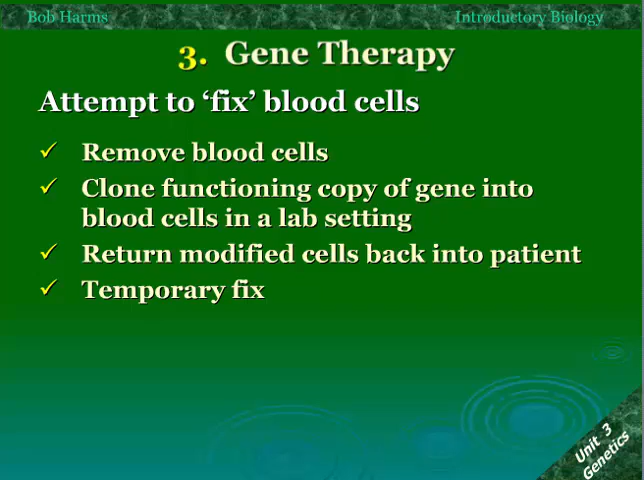 Bob Harms
Introductory Biology
3. Gene Therapy
Attempt to ‘fix’ blood cells
✓ Remove blood cells
✓ Clone functioning copy of gene into
blood cells in a lab setting
✓ Return modified cells back into patient
✓ Temporary fix
Unit 3
Genetics